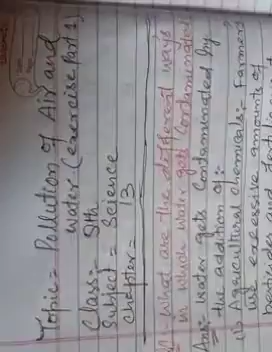 Topic = Pollution of Air and
water (exercise part 1)
Class = 8th
Subject = Science
Chapter = 13
What are the different ways
in which water gets contaminated
Ans: water gets contaminated by
the addition of:-
(i) Agricultural chemicals:- Farmers
use excessive amounts of